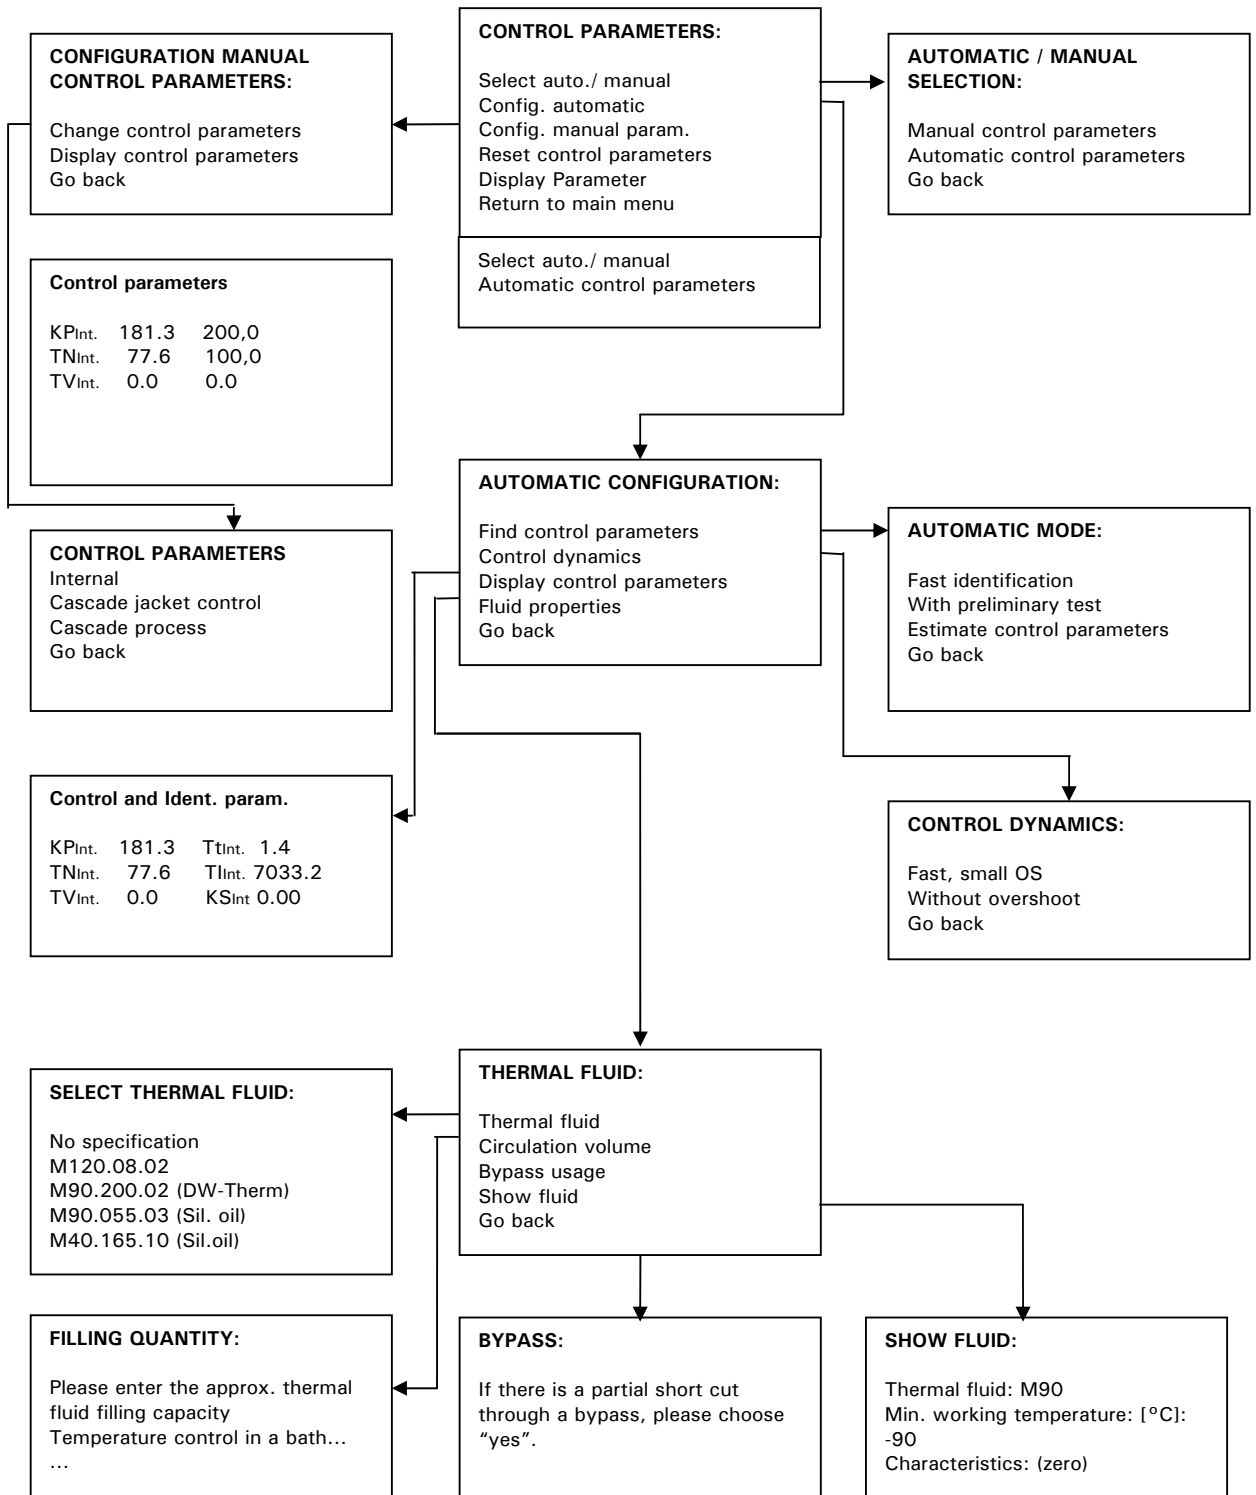 CONTROL PARAMETERS:
Select auto./ manual
Config. automatic
Config. manual param.
Reset control parameters
Display Parameter
Return to main menu
Select auto./ manual
Automatic control parameters
CONFIGURATION MANUAL
CONTROL PARAMETERS:
Change control parameters
Display control parameters
Go back
AUTOMATIC / MANUAL
SELECTION:
Manual control parameters
Automatic control parameters
Go back
Control parameters
KPInt. 181.3 200,0
TNInt. 77.6 100,0
TVInt. 0.0 0.0
CONTROL PARAMETERS
Internal
Cascade jacket control
Cascade process
Go back
AUTOMATIC CONFIGURATION:
Find control parameters
Control dynamics
Display control parameters
Fluid properties
Go back
AUTOMATIC MODE:
Fast identification
With preliminary test
Estimate control parameters
Go back
Control and Ident. param.
KPInt. 181.3 TtInt. 1.4
TNInt. 77.6 TIInt. 7033.2
TVInt. 0.0 KSInt 0.00
CONTROL DYNAMICS:
Fast, small OS
Without overshoot
Go back
THERMAL FLUID:
Thermal fluid
Circulation volume
Bypass usage
Show fluid
Go back
SELECT THERMAL FLUID:
No specification
M120.08.02
M90.200.02 (DW-Therm)
M90.055.03 (Sil. oil)
M40.165.10 (Sil.oil)
FILLING QUANTITY:
Please enter the approx. thermal
fluid filling capacity
Temperature control in a bath…
…
BYPASS:
If there is a partial short cut
through a bypass, please choose
“yes”.
SHOW FLUID:
Thermal fluid: M90
Min. working temperature: [°C]:
-90
Characteristics: (zero)